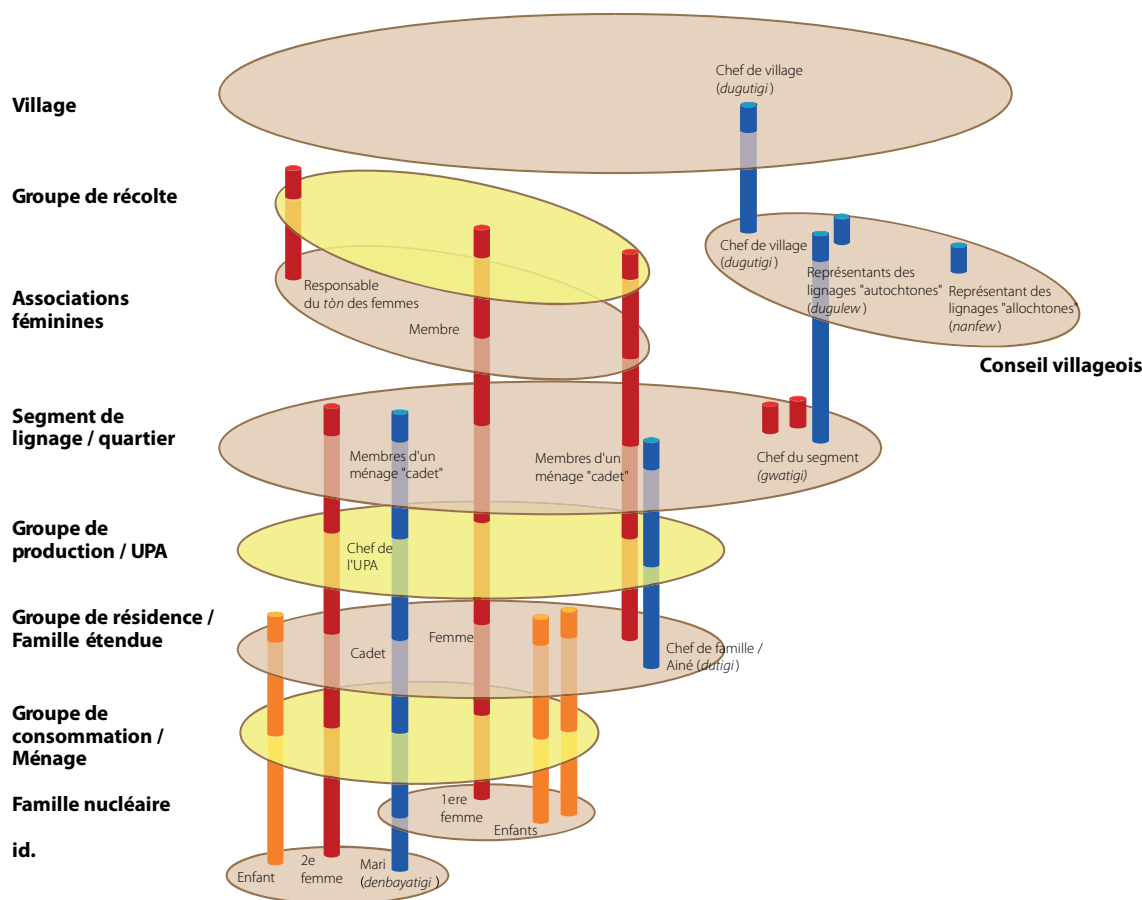 Chef de village
(dugutigi)
Village
Groupe de récolte
Chef de village
(dugutigi)
Représentants des
lignages "autochtones"
(dugulew)
Représentant des
lignages "allochtones"
(nanfew)
Responsable
du tòn des femmes
Associations
féminines
Membre
Conseil villageois
Segment de
lignage / quartier
Membres d'un
ménage "cadet"
Membres d'un
ménage "cadet"
Chef du segment
(gwatigi)
Groupe de
production / UPA
Chef de
l'UPA
Groupe de résidence /
Famille étendue
Femme
Cadet
Chef de famille /
Ainé (dutigi)
Groupe de
consommation /
Ménage
Famille nucléaire
1ere
femme
Enfants
id.
Enfant
2e
femme
Mari
(denbayatigi)